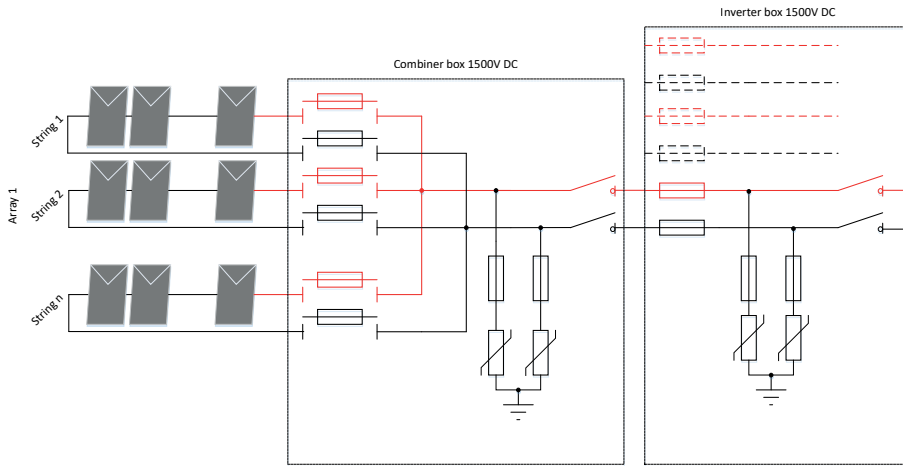 Inverter box 1500V DC
Combiner box 1500V DC
Array 1
String 1
String 2
String n